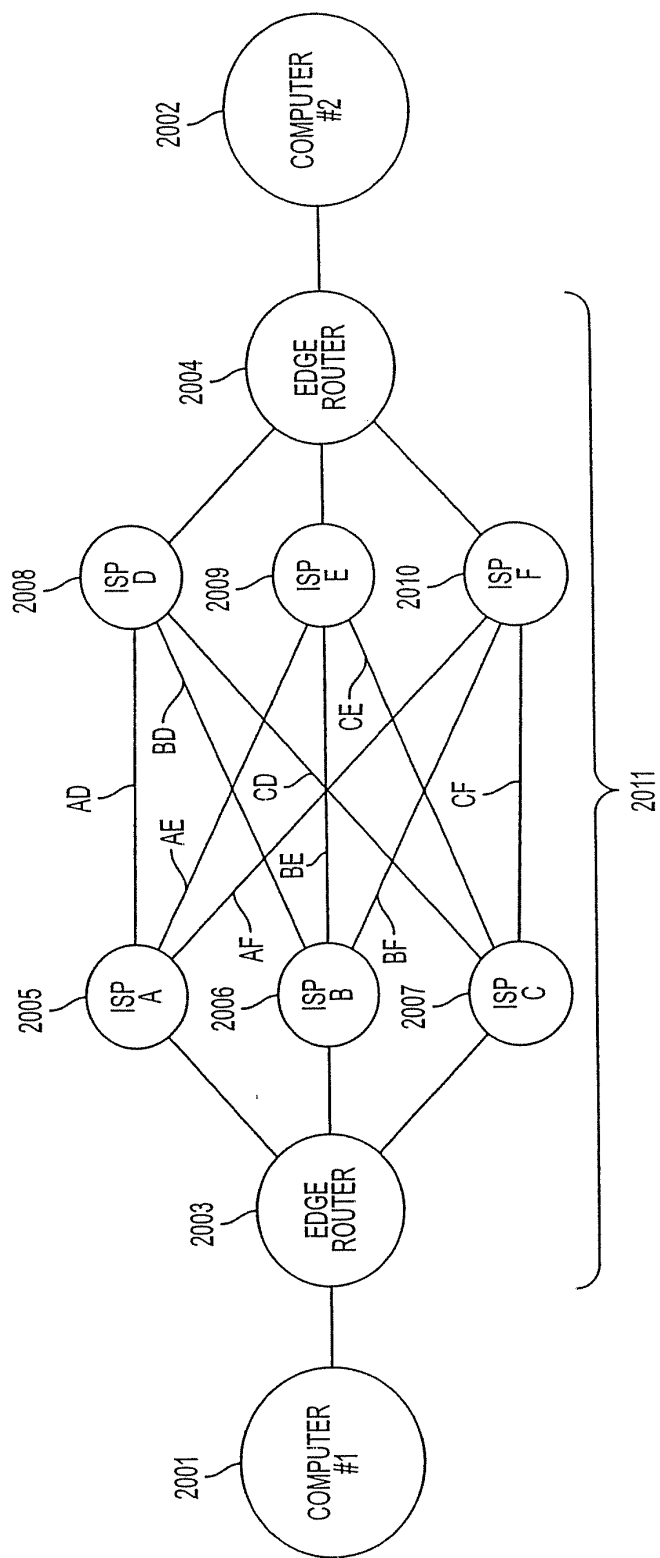 2001
COMPUTER
#1
2003
EDGE
ROUTER
2005
ISP
A
2006
ISP
B
2007
ISP
C
AD
AE
AF
BD
BE
BF
CD
CE
CF
2008
ISP
D
2009
ISP
E
2010
ISP
F
2004
EDGE
ROUTER
2002
COMPUTER
#2
2011